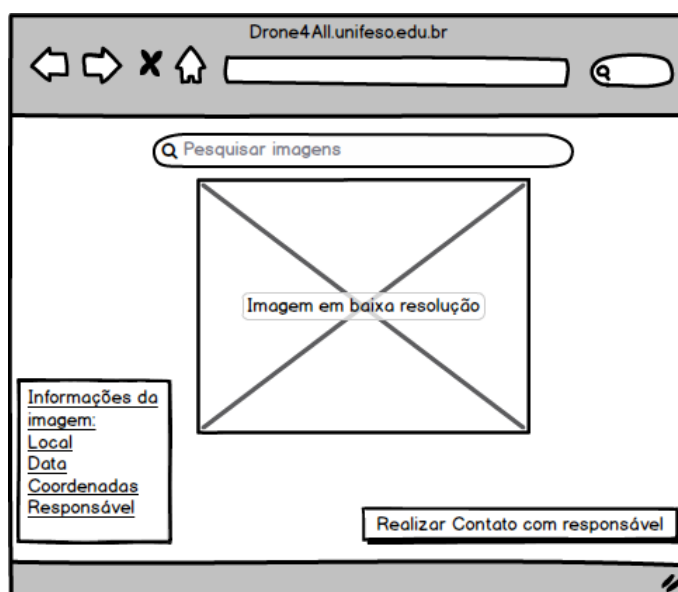 Drone4All.unifeso.edu.br
Pesquisar imagens
Imagem em baixa resolução
Informações da
imagem:
Local
Data
Coordenadas
Responsável
Realizar Contato com responsável